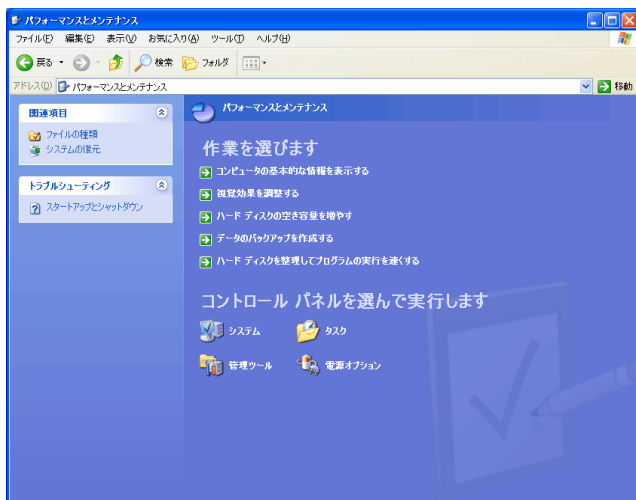 パフォーマンスとメンテナンス
ファイル(F) 編集(E) 表示(V) お気に入り(A) ツール(T) ヘルプ(H)
戻る 検索 フォルダ
アドレス(D) パフォーマンスとメンテナンス 移動
関連項目
ファイルの種類
システムの復元
トラブルシューティング
スタートアップとシャットダウン
パフォーマンスとメンテナンス
作業を選びます
コンピュータの基本的な情報を表示する
視覚効果を調整する
ハード ディスクの空き容量を増やす
データのバックアップを作成する
ハード ディスクを整理してプログラムの実行を速くする
コントロール パネルを選んで実行します
システム タスク
管理ツール 電源オプション